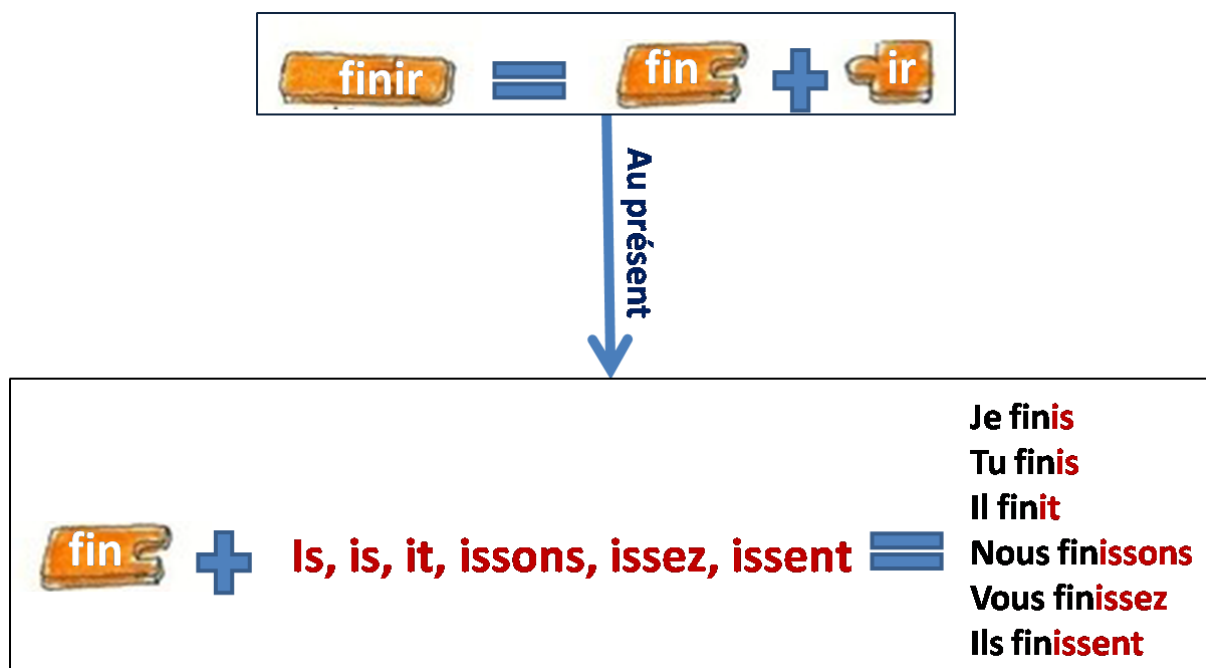 finir = fin + ir
Au présent
fin + Is, is, it, issons, issez, issent =
Je finis
Tu finis
Il finit
Nous finissons
Vous finissez
Ils finissent